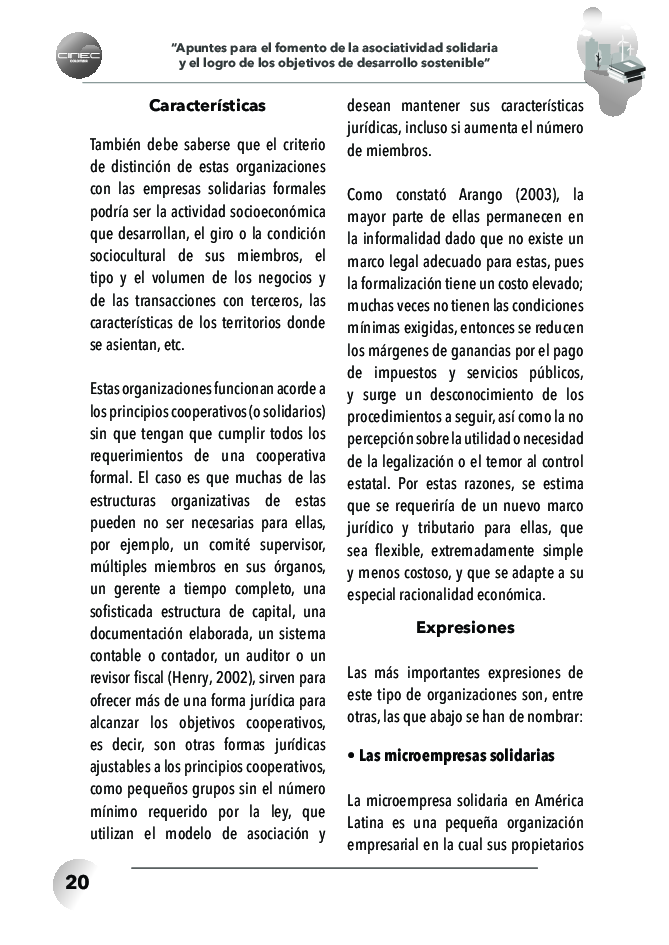 CINEC
COLOMBIA
“Apuntes para el fomento de la asociatividad solidaria
y el logro de los objetivos de desarrollo sostenible”
Características
También debe saberse que el criterio
de distinción de estas organizaciones
con las empresas solidarias formales
podría ser la actividad socioeconómica
que desarrollan, el giro o la condición
sociocultural de sus miembros, el
tipo y el volumen de los negocios y
de las transacciones con terceros, las
características de los territorios donde
se asientan, etc.
Estas organizaciones funcionan acorde a
los principios cooperativos (o solidarios)
sin que tengan que cumplir todos los
requerimientos de una cooperativa
formal. El caso es que muchas de las
estructuras organizativas de estas
pueden no ser necesarias para ellas,
por ejemplo, un comité supervisor,
múltiples miembros en sus órganos,
un gerente a tiempo completo, una
sofisticada estructura de capital, una
documentación elaborada, un sistema
contable o contador, un auditor o un
revisor fiscal (Henry, 2002), sirven para
ofrecer más de una forma jurídica para
alcanzar los objetivos cooperativos,
es decir, son otras formas jurídicas
ajustables a los principios cooperativos,
como pequeños grupos sin el número
mínimo requerido por la ley, que
utilizan el modelo de asociación y
desean mantener sus características
jurídicas, incluso si aumenta el número
de miembros.
Como constató Arango (2003), la
mayor parte de ellas permanecen en
la informalidad dado que no existe un
marco legal adecuado para estas, pues
la formalización tiene un costo elevado;
muchas veces no tienen las condiciones
mínimas exigidas, entonces se reducen
los márgenes de ganancias por el pago
de impuestos y servicios públicos,
y surge un desconocimiento de los
procedimientos a seguir, así como la no
percepción sobre la utilidad o necesidad
de la legalización o el temor al control
estatal. Por estas razones, se estima
que se requeriría de un nuevo marco
jurídico y tributario para ellas, que
sea flexible, extremadamente simple
y menos costoso, y que se adapte a su
especial racionalidad económica.
Expresiones
Las más importantes expresiones de
este tipo de organizaciones son, entre
otras, las que abajo se han de nombrar:
• Las microempresas solidarias
La microempresa solidaria en América
Latina es una pequeña organización
empresarial en la cual sus propietarios
20